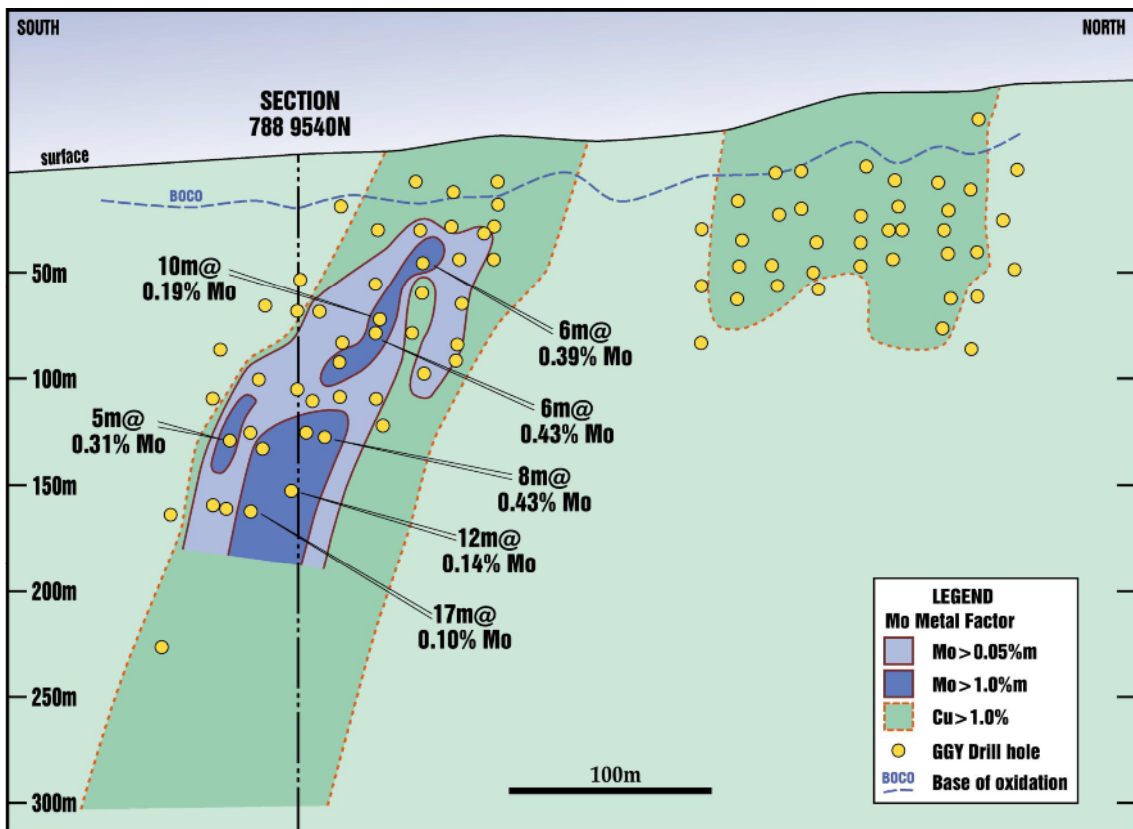 SOUTH
NORTH
SECTION
788 9540N
surface
BOCO
50m
100m
150m
200m
250m
300m
10m@
0.19% Mo
6m@
0.39% Mo
6m@
0.43% Mo
5m@
0.31% Mo
8m@
0.43% Mo
12m@
0.14% Mo
17m@
0.10% Mo
100m
LEGEND
Mo Metal Factor
Mo > 0.05%m
Mo > 1.0%m
Cu > 1.0%
GGY Drill hole
BOCO Base of oxidation